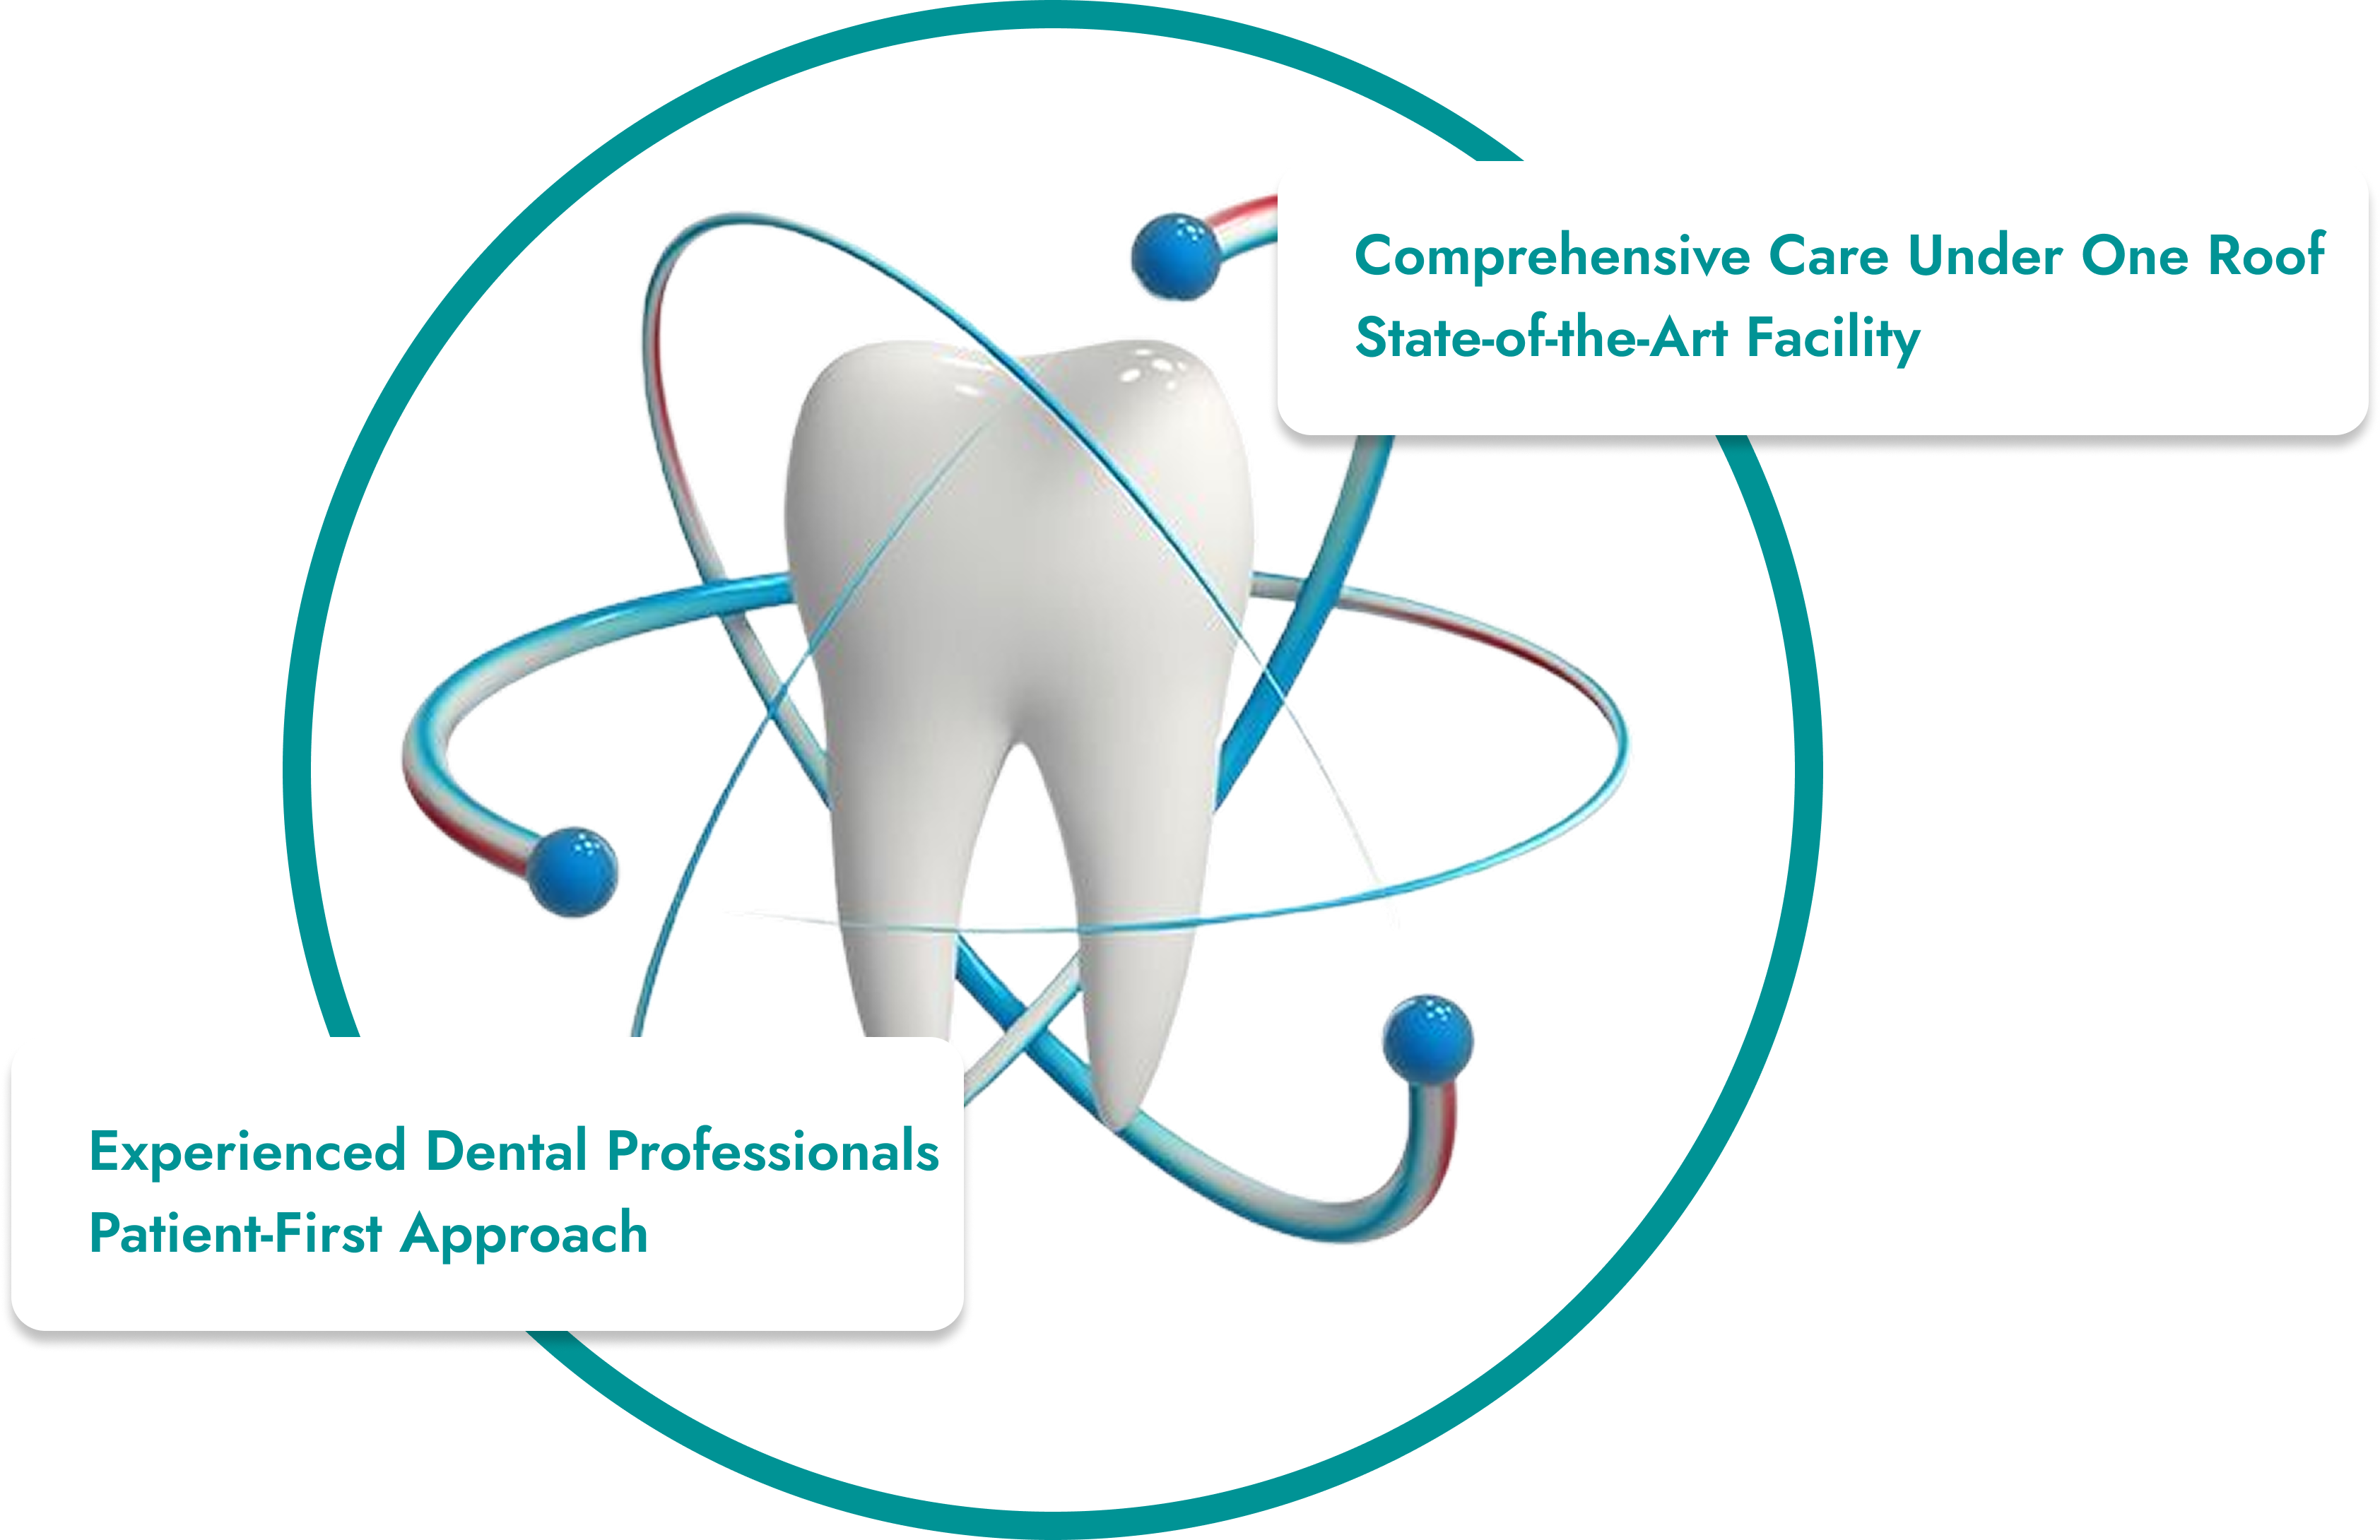 Comprehensive Care Under One Roof
State-of-the-Art Facility
Experienced Dental Professionals
Patient-First Approach